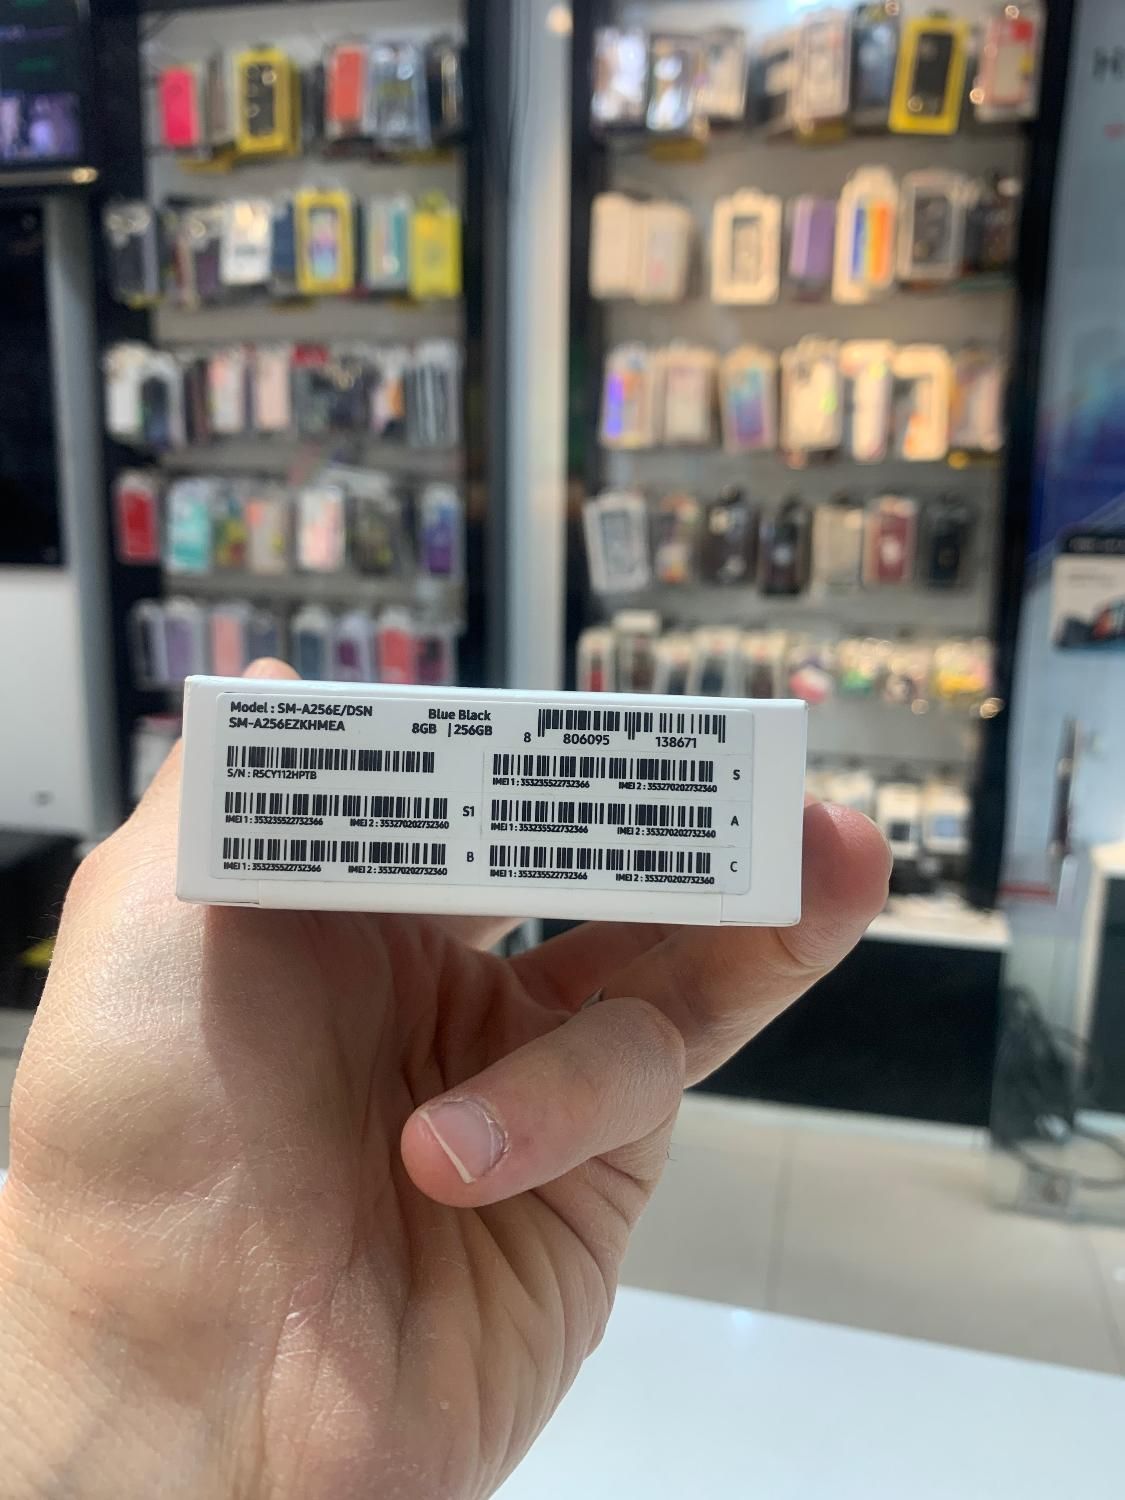 Model : SM-A256E/DSN
SM-A256EZKHMEA
Blue Black
8GB | 256GB
8 806095 138671
S/N : R5CY112HPTB
IMEI 1 : 353235522732366 IMEI 2 : 353270202732360 S
IMEI 1 : 353235522732366 IMEI 2 : 353270202732360 S1
IMEI 1 : 353235522732366 IMEI 2 : 353270202732360 A
IMEI 1 : 353235522732366 IMEI 2 : 353270202732360 B
IMEI 1 : 353235522732366 IMEI 2 : 353270202732360 C